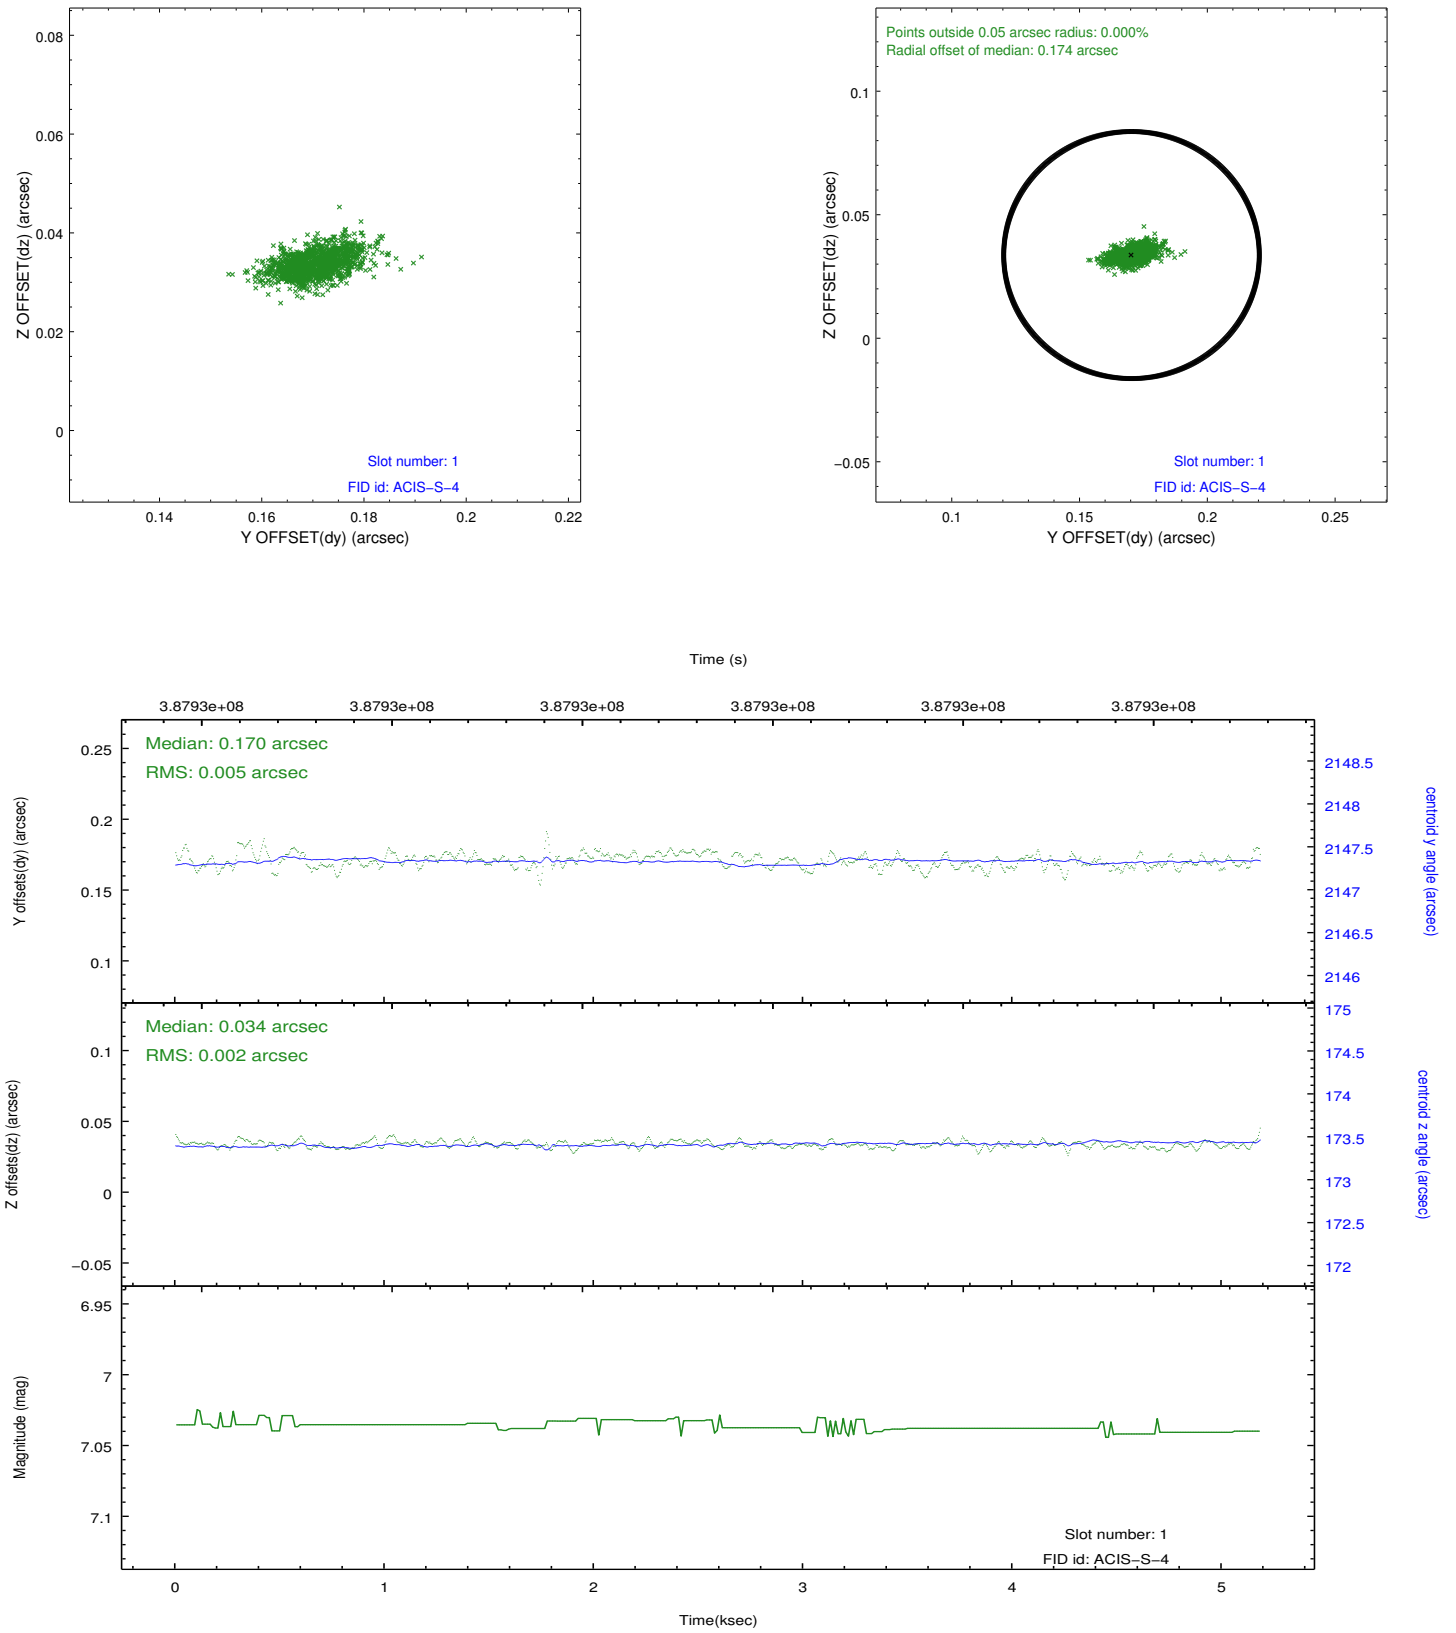 0.08
0.06
0.04
0.02
0
Z OFFSET(dz) (arcsec)
Slot number: 1
FID id: ACIS−S−4
0.14 0.16 0.18 0.2 0.22
Y OFFSET(dy) (arcsec)
Points outside 0.05 arcsec radius: 0.000%
Radial offset of median: 0.174 arcsec
0.1
0.05
0
−0.05
Z OFFSET(dz) (arcsec)
Slot number: 1
FID id: ACIS−S−4
0.1 0.15 0.2 0.25
Y OFFSET(dy) (arcsec)
Time (s)
3.8793e+08 3.8793e+08 3.8793e+08 3.8793e+08 3.8793e+08 3.8793e+08
Median: 0.170 arcsec
RMS: 0.005 arcsec
0.25
0.2
0.15
0.1
Y offsets(dy) (arcsec)
2148.5
2148
2147.5
2147
2146.5
2146
centroid y angle (arcsec)
Median: 0.034 arcsec
RMS: 0.002 arcsec
0.1
0.05
0
−0.05
Z offsets(dz) (arcsec)
175
174.5
174
173.5
173
172.5
172
centroid z angle (arcsec)
6.95
7
7.05
7.1
Magnitude (mag)
Slot number: 1
FID id: ACIS−S−4
0 1 2 3 4 5
Time(ksec)